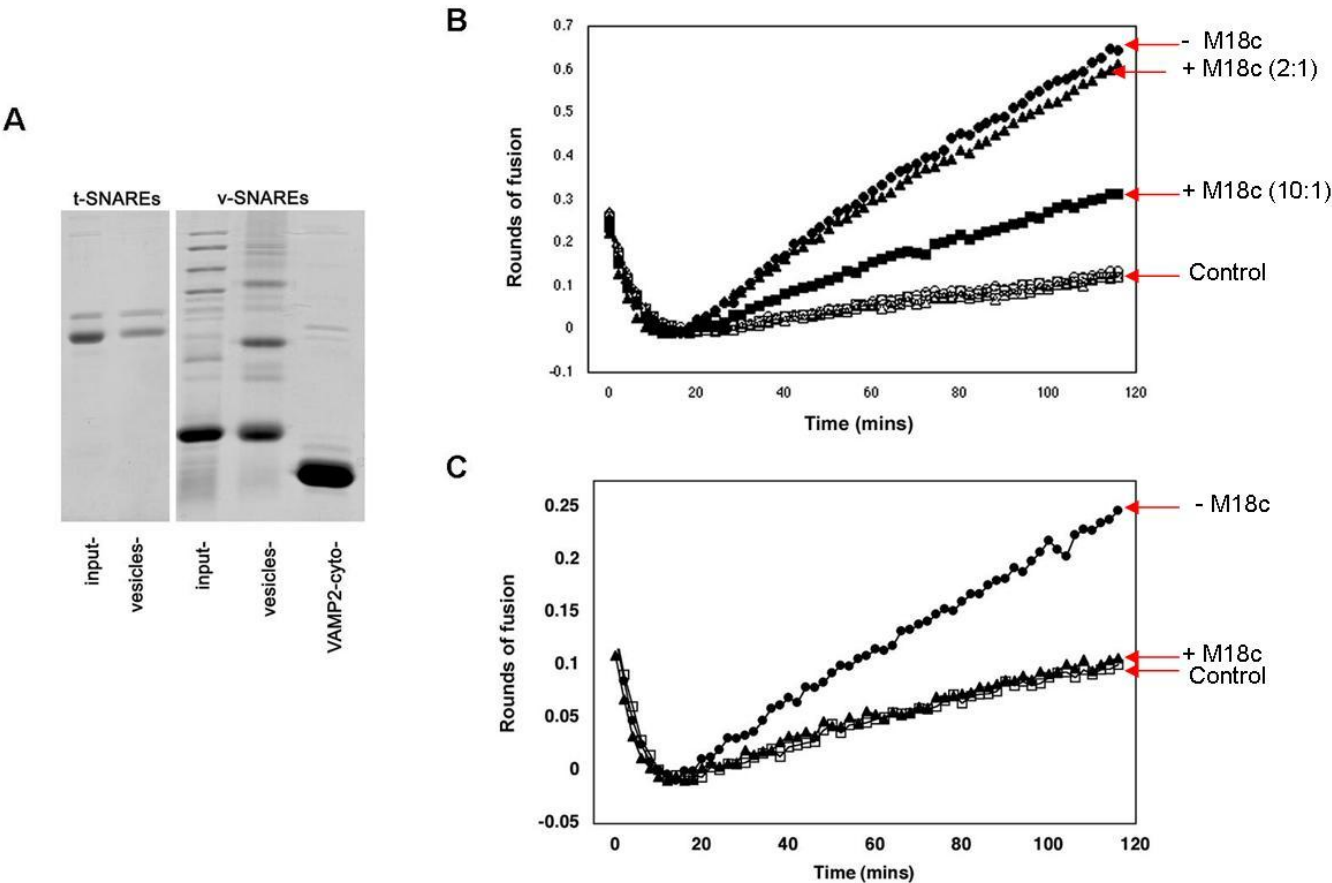 A
t-SNAREs
v-SNAREs
input-
vesicles-
input-
vesicles-
VAMP2-cyto-
B
0.7
0.6
0.5
0.4
0.3
0.2
0.1
0
-0.1
Rounds of fusion
0 20 40 60 80 100 120
Time (mins)
- M18c
+ M18c (2:1)
+ M18c (10:1)
Control
C
0.25
0.2
0.15
0.1
0.05
0
-0.05
Rounds of fusion
0 20 40 60 80 100 120
Time (mins)
- M18c
+ M18c
Control